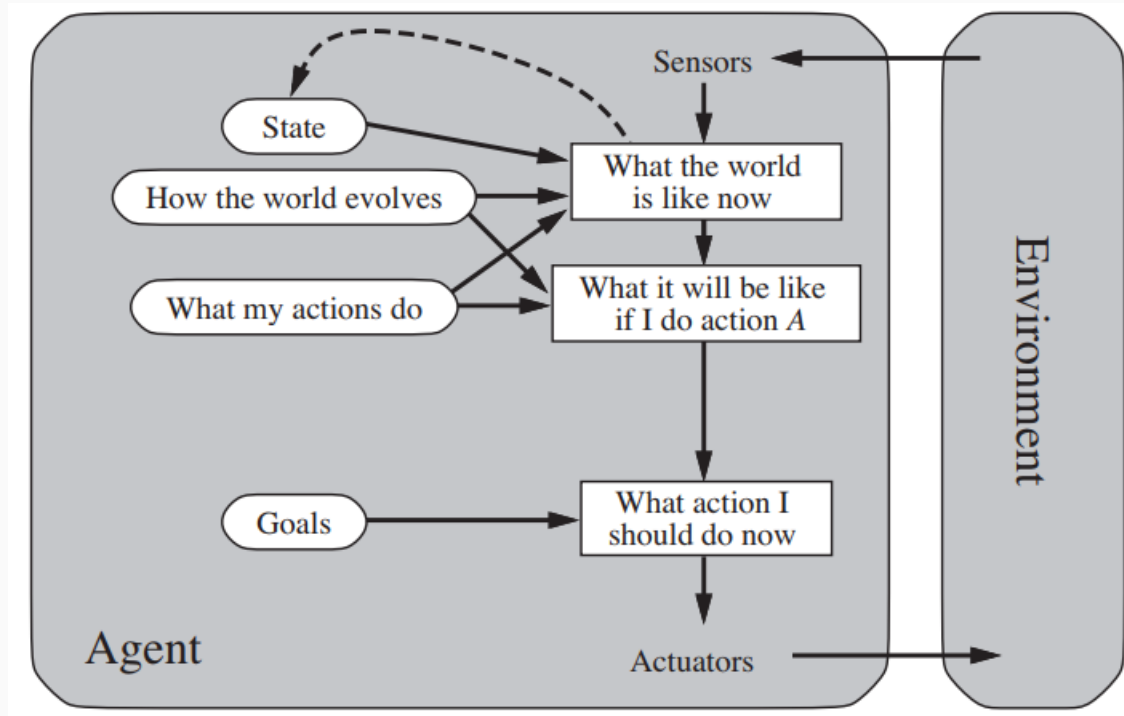 Sensors
State
What the world
is like now
How the world evolves
What it will be like
if I do action A
What my actions do
What action I
should do now
Goals
Agent
Actuators
Environment